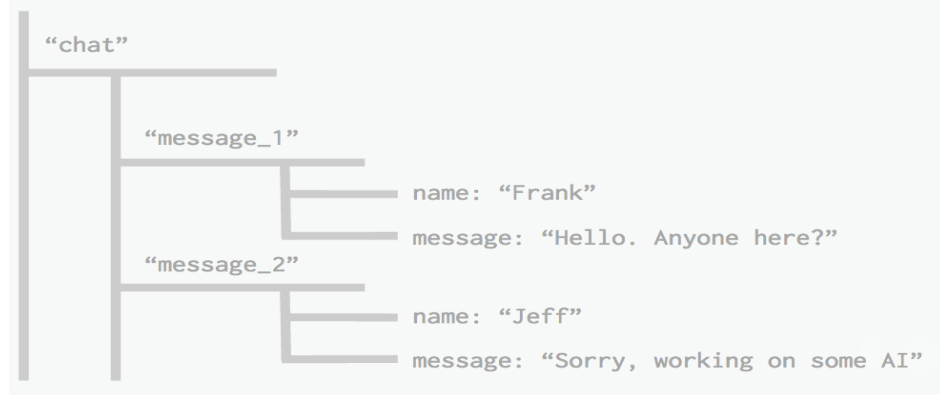 “chat”
“message_1”
name: “Frank”
message: “Hello. Anyone here?”
“message_2”
name: “Jeff”
message: “Sorry, working on some AI”